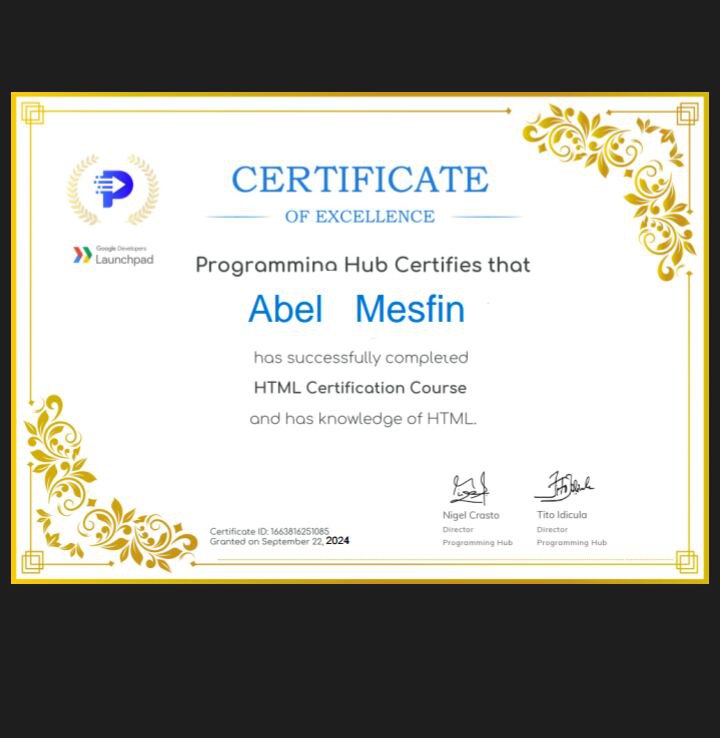 CERTIFICATE
OF EXCELLENCE
Google Developers
Launchpad
Programming Hub Certifies that
Abel Mesfin
has successfully completed
HTML Certification Course
and has knowledge of HTML.
Nigel Crasto
Director
Programming Hub
Tito Idicula
Director
Programming Hub
Certificate ID: 1663816251085
Granted on September 22, 2024